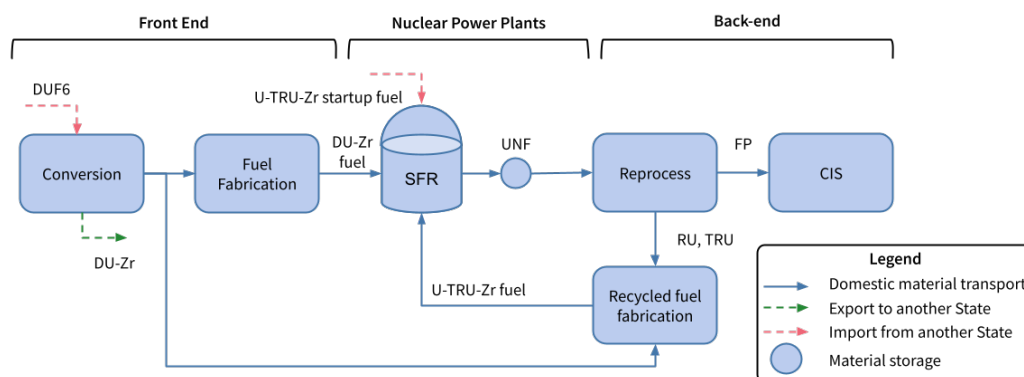 Front End
Nuclear Power Plants
Back-end
DUF6
U-TRU-Zr startup fuel
DU-Zr
fuel
UNF
FP
Conversion
Fuel
Fabrication
SFR
Reprocess
CIS
DU-Zr
RU, TRU
U-TRU-Zr fuel
Recycled fuel
fabrication
Legend
Domestic material transport
Export to another State
Import from another State
Material storage